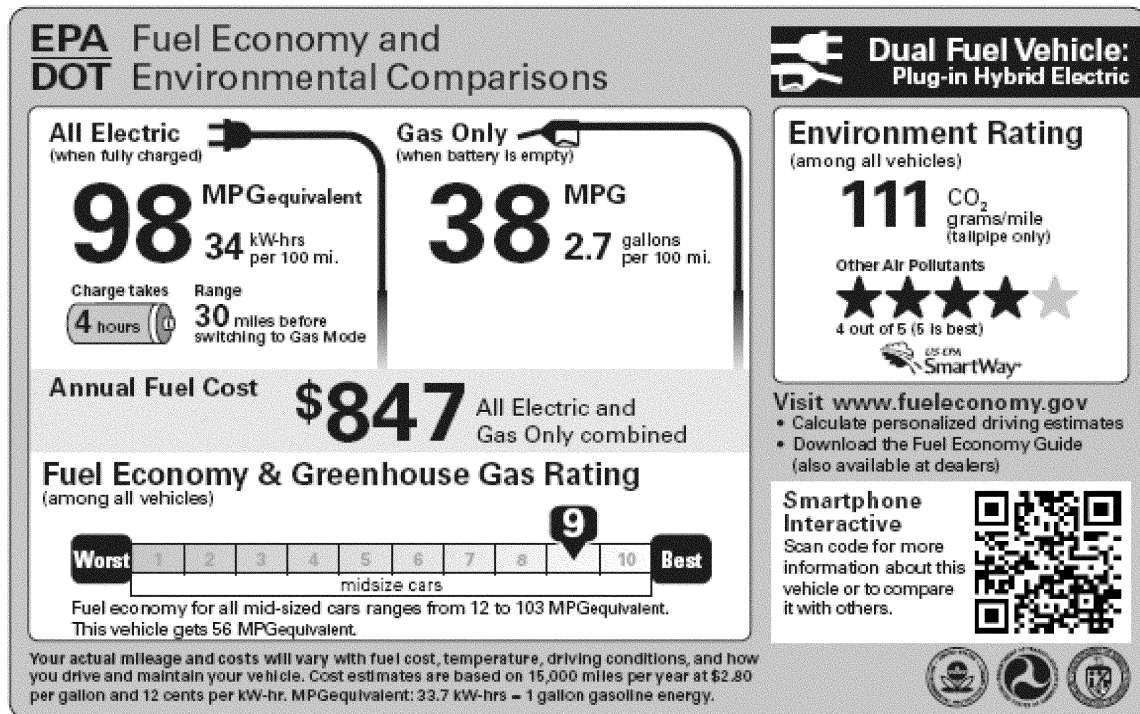 EPA
DOT
Fuel Economy and
Environmental Comparisons
Dual Fuel Vehicle:
Plug-in Hybrid Electric
All Electric
(when fully charged)
98
MPGequivalent
34 kW-hrs
per 100 mi.
Charge takes
4 hours
Range
30 miles before
switching to Gas Mode
Gas Only
(when battery is empty)
38
MPG
2.7 gallons
per 100 mi.
Annual Fuel Cost
$847
All Electric and
Gas Only combined
Fuel Economy & Greenhouse Gas Rating
(among all vehicles)
9
Worst 1 2 3 4 5 6 7 8 10 Best
midsize cars
Fuel economy for all mid-sized cars ranges from 12 to 103 MPGequivalent.
This vehicle gets 56 MPGequivalent.
Environment Rating
(among all vehicles)
111
CO2
grams/mile
(tailpipe only)
Other Air Pollutants
4 out of 5 (5 is best)
US EPA
SmartWay
Visit www.fueleconomy.gov
• Calculate personalized driving estimates
• Download the Fuel Economy Guide
(also available at dealers)
Smartphone
Interactive
Scan code for more
information about this
vehicle or to compare
it with others.
Your actual mileage and costs will vary with fuel cost, temperature, driving conditions, and how
you drive and maintain your vehicle. Cost estimates are based on 15,000 miles per year at $2.80
per gallon and 12 cents per kW-hr. MPGequivalent: 33.7 kW-hrs = 1 gallon gasoline energy.